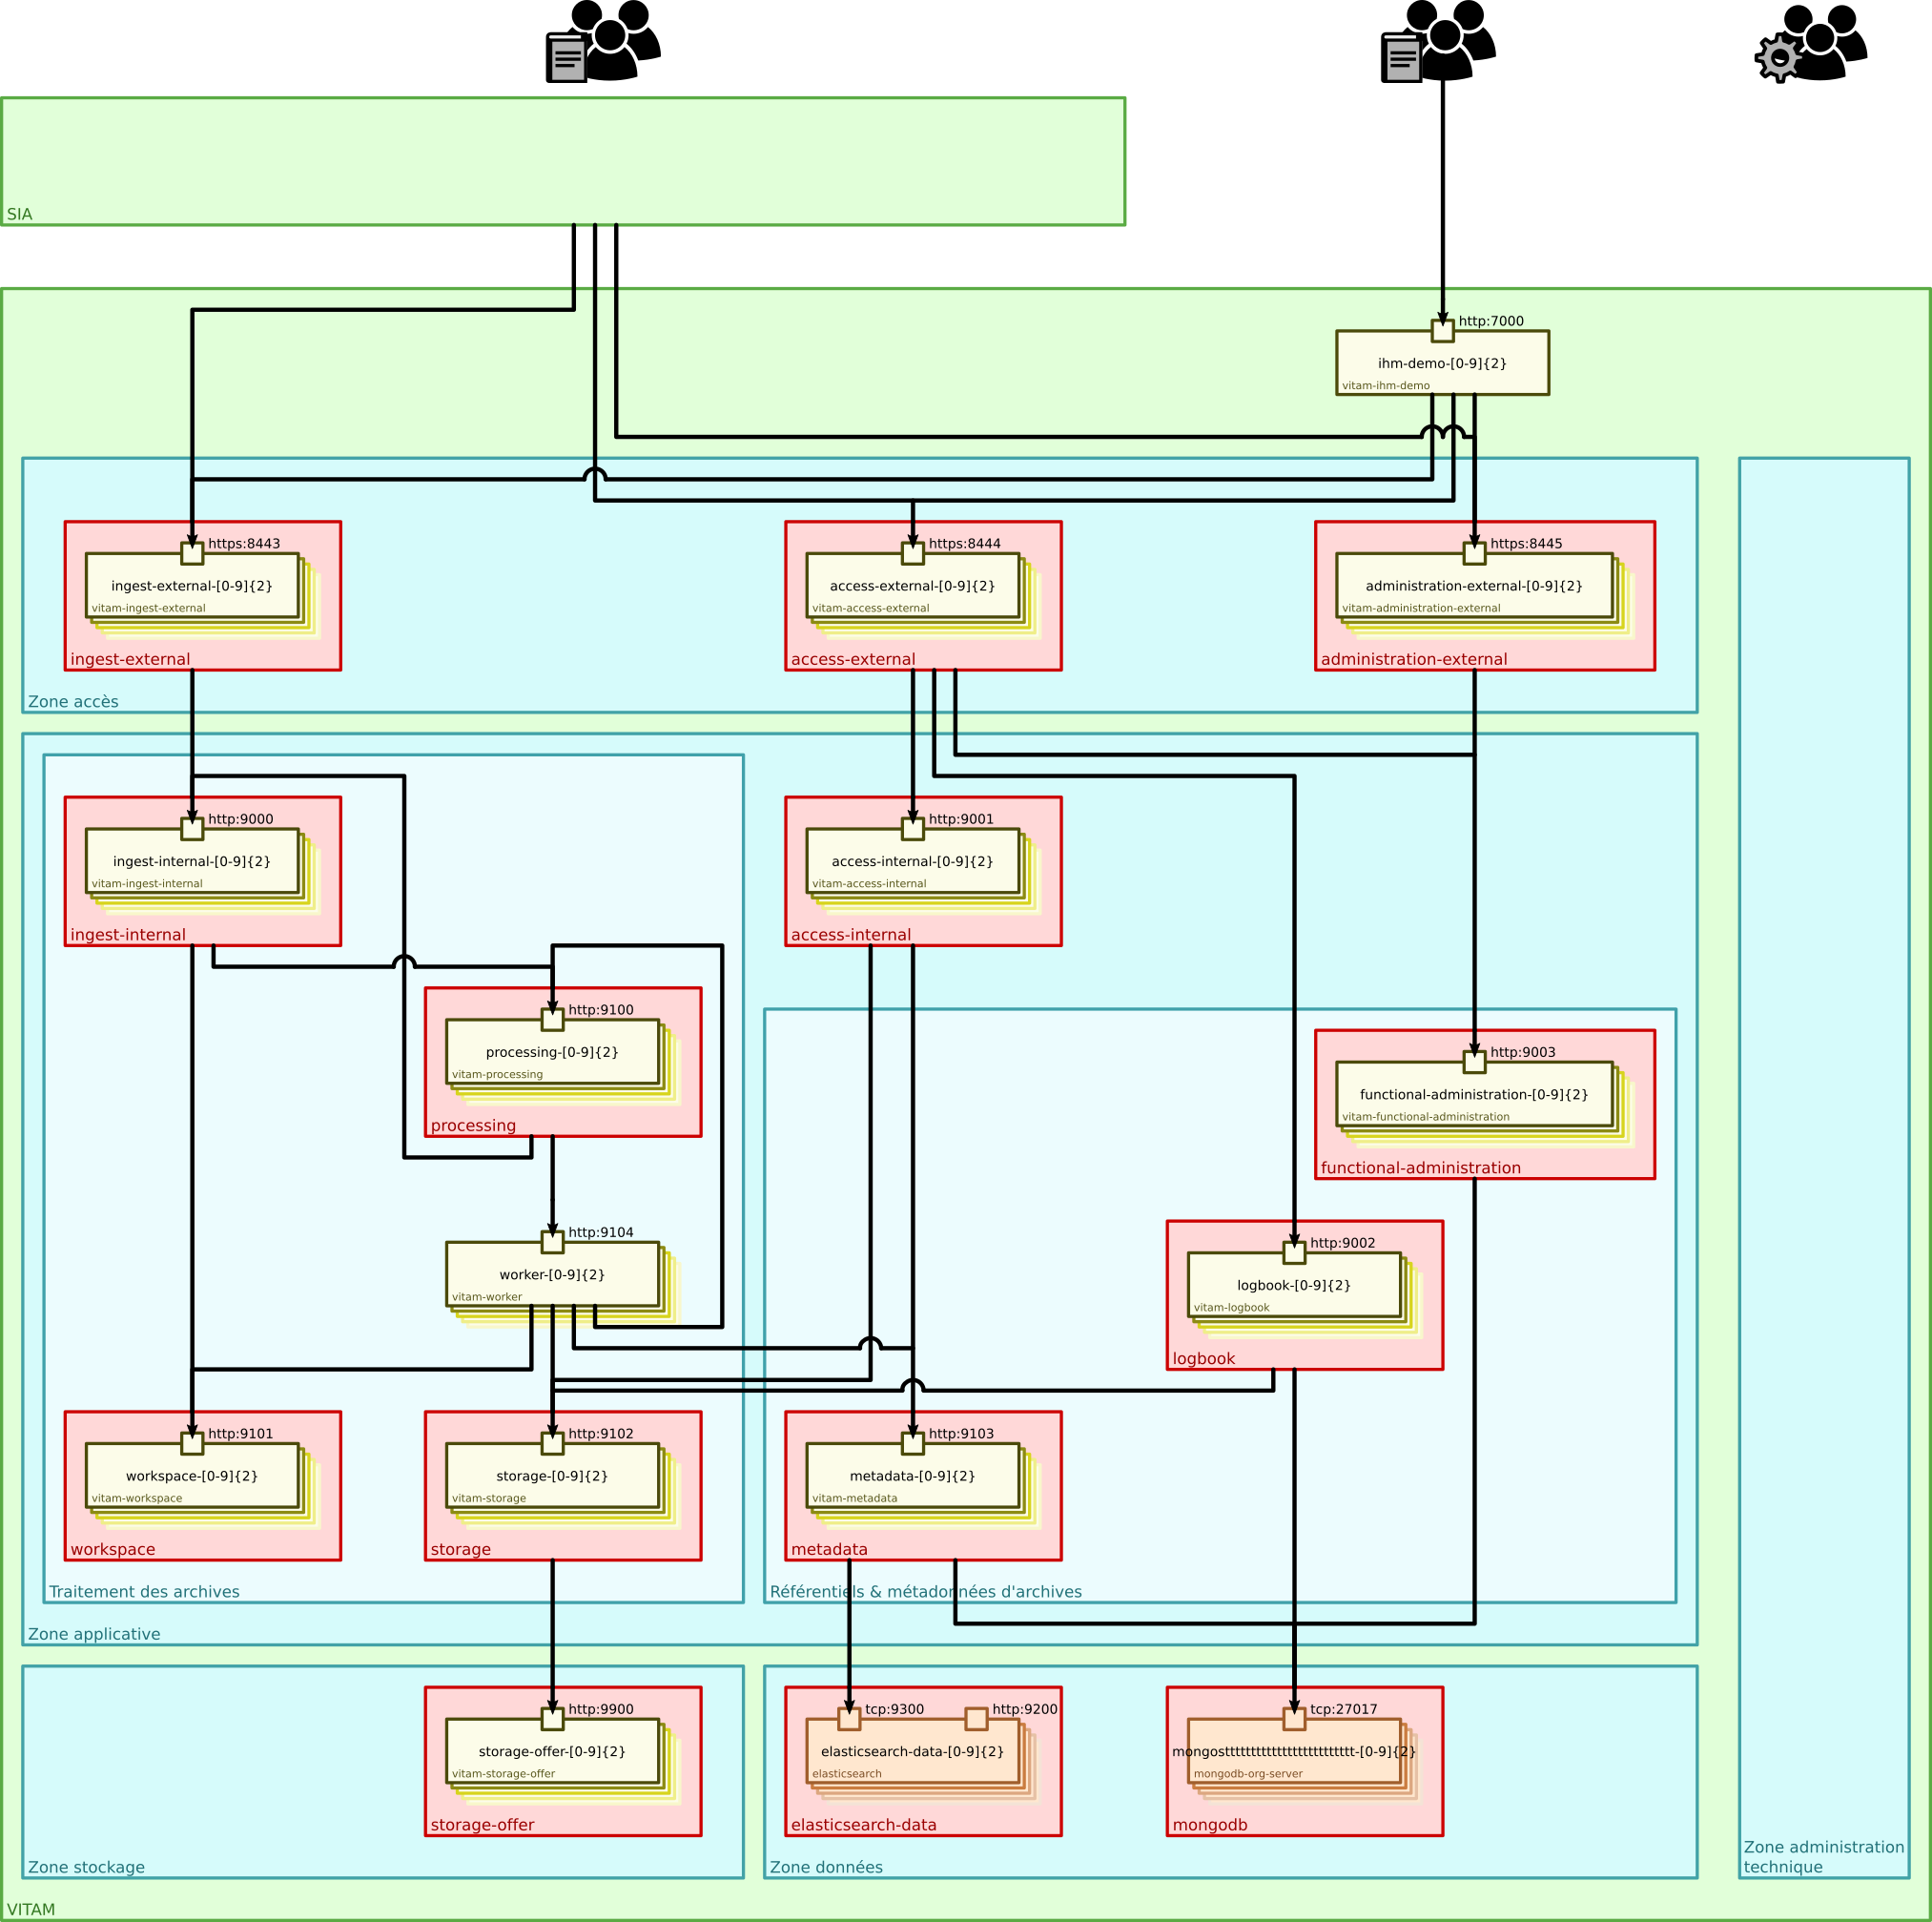 SIA
http:7000
ihm-demo-[0-9]{2}
vitam-ihm-demo
https:8443
ingest-external-[0-9]{2}
vitam-ingest-external
ingest-external
https:8444
access-external-[0-9]{2}
vitam-access-external
access-external
https:8445
administration-external-[0-9]{2}
vitam-administration-external
administration-external
Zone accès
http:9000
ingest-internal-[0-9]{2}
vitam-ingest-internal
ingest-internal
http:9001
access-internal-[0-9]{2}
vitam-access-internal
access-internal
http:9100
processing-[0-9]{2}
vitam-processing
processing
http:9003
functional-administration-[0-9]{2}
vitam-functional-administration
functional-administration
http:9104
worker-[0-9]{2}
vitam-worker
http:9002
logbook-[0-9]{2}
vitam-logbook
logbook
http:9101
workspace-[0-9]{2}
vitam-workspace
workspace
http:9102
storage-[0-9]{2}
vitam-storage
storage
http:9103
metadata-[0-9]{2}
vitam-metadata
metadata
Traitement des archives
Référentiels & métadonnées d'archives
Zone applicative
http:9900
storage-offer-[0-9]{2}
vitam-storage-offer
storage-offer
tcp:9300
http:9200
elasticsearch-data-[0-9]{2}
elasticsearch
elasticsearch-data
tcp:27017
mongosttttttttttttttttttttttttt-[0-9]{2}
mongodb-org-server
mongodb
Zone stockage
Zone données
Zone administration
technique
VITAM